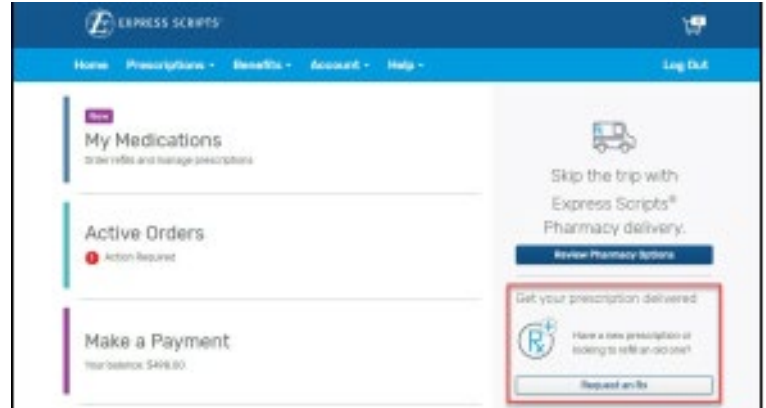 EXPRESS SCRIPTS®
Home Prescriptions Benefits Account Help Log Out
New
My Medications
Order refills and manage prescriptions
Active Orders
Action Required
Make a Payment
Your balance:
Skip the trip with
Express Scripts®
Pharmacy delivery.
Review Pharmacy Options
Get your prescription delivered
Rx
Have a new prescription or
looking to refill an old one?
Request an Rx